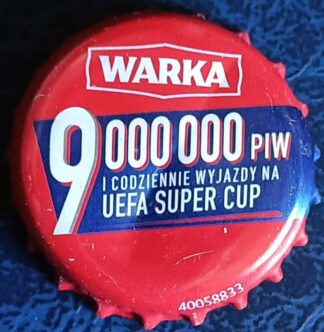 WARKA
9 000 000 PIW
I CODZIENNIE WYJAZDY NA
UEFA SUPER CUP
40058833